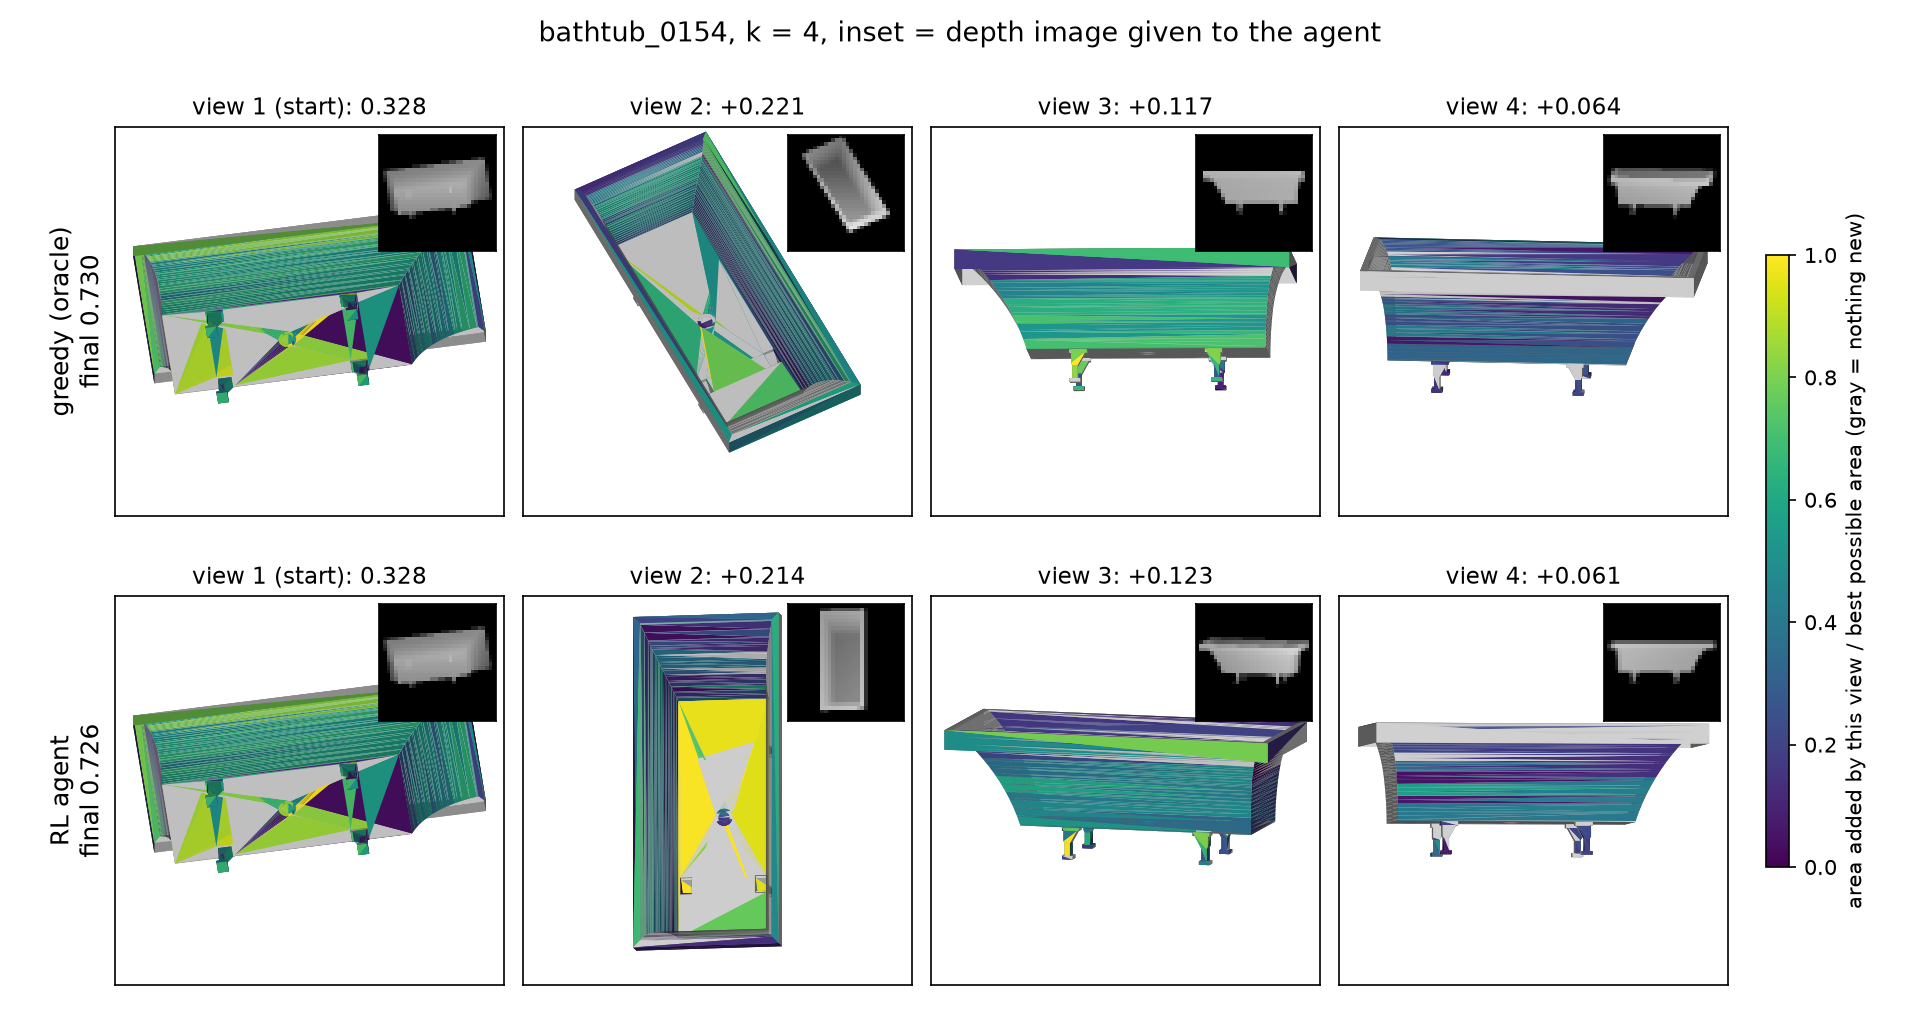 bathtub_0154, k = 4, inset = depth image given to the agent
view 1 (start): 0.328
view 2: +0.221
view 3: +0.117
view 4: +0.064
greedy (oracle)
final 0.730
view 1 (start): 0.328
view 2: +0.214
view 3: +0.123
view 4: +0.061
RL agent
final 0.726
1.0
0.8
0.6
0.4
0.2
0.0
area added by this view / best possible area (gray = nothing new)